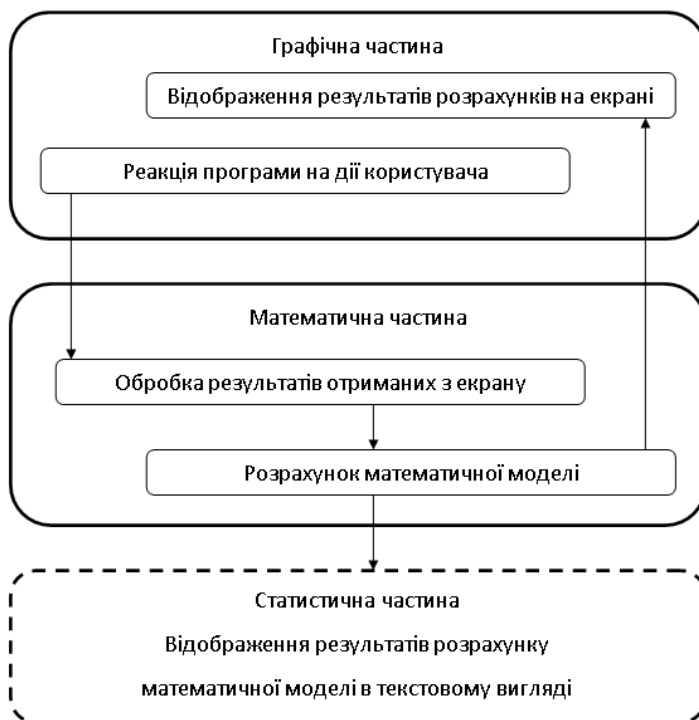 Графічна частина
Відображення результатів розрахунків на екрані
Реакція програми на дії користувача
Математична частина
Обробка результатів отриманих з екрану
Розрахунок математичної моделі
Статистична частина
Відображення результатів розрахунку
математичної моделі в текстовому вигляді